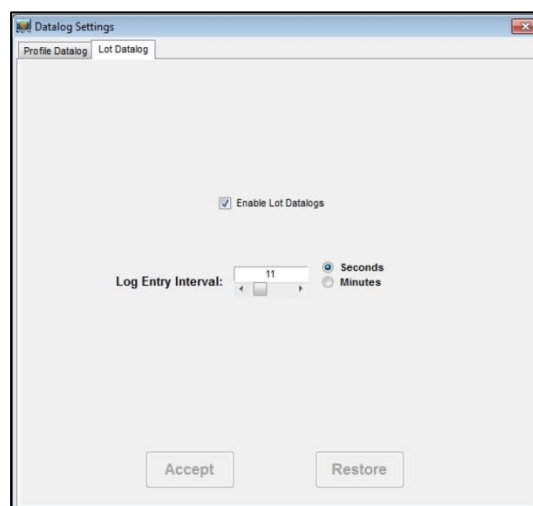 Datalog Settings
Profile Datalog Lot Datalog
Enable Lot Datalogs
Log Entry Interval: 11 Seconds
Minutes
Accept Restore